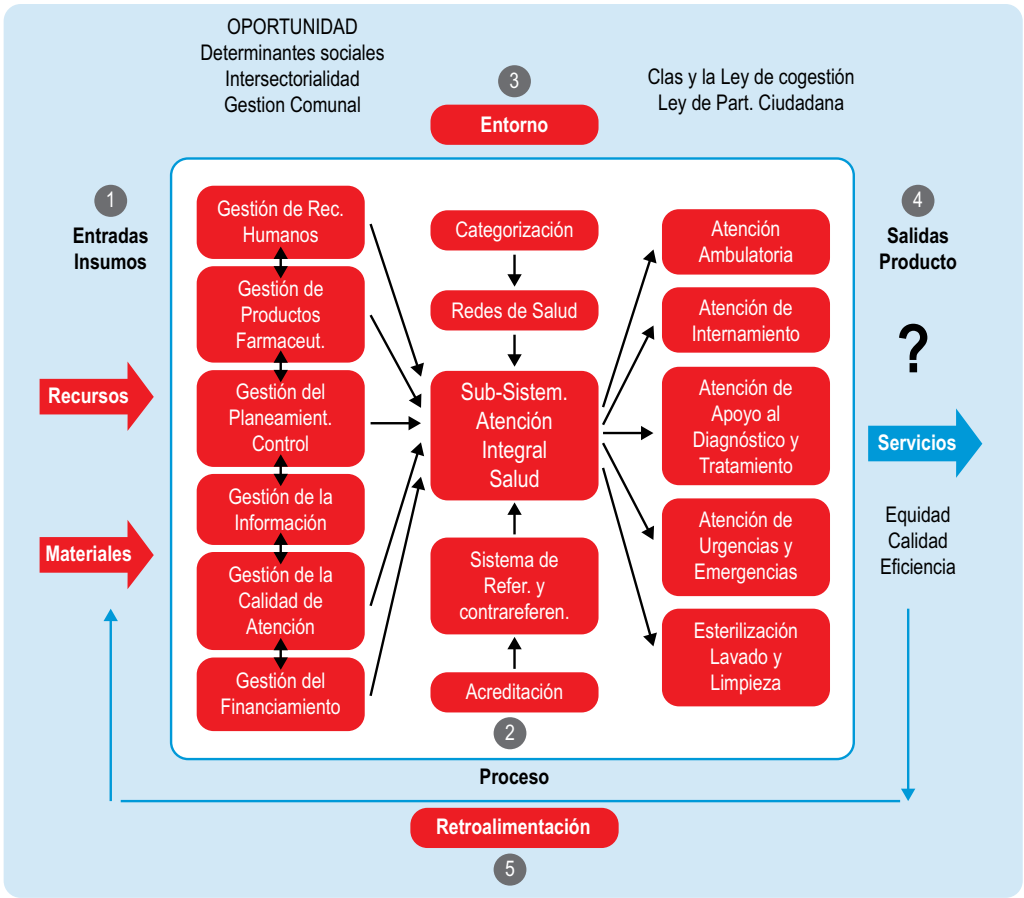 OPORTUNIDAD
Determinantes sociales
Intersectorialidad
Gestion Comunal
3
Entorno
Clas y la Ley de cogestión
Ley de Part. Ciudadana
1
Entradas
Insumos
Recursos
Materiales
Gestión de Rec.
Humanos
Gestión de
Productos
Farmaceut.
Gestión del
Planeamient.
Control
Gestión de la
Información
Gestión de la
Calidad de
Atención
Gestión del
Financiamiento
Categorización
Redes de Salud
Sub-Sistem.
Atención
Integral
Salud
Sistema de
Refer. y
contrareferen.
Acreditación
2
Proceso
Atención
Ambulatoria
Atención de
Internamiento
Atención de
Apoyo al
Diagnóstico y
Tratamiento
Atención de
Urgencias y
Emergencias
Esterilización
Lavado y
Limpieza
4
Salidas
Producto
?
Servicios
Equidad
Calidad
Eficiencia
Retroalimentación
5